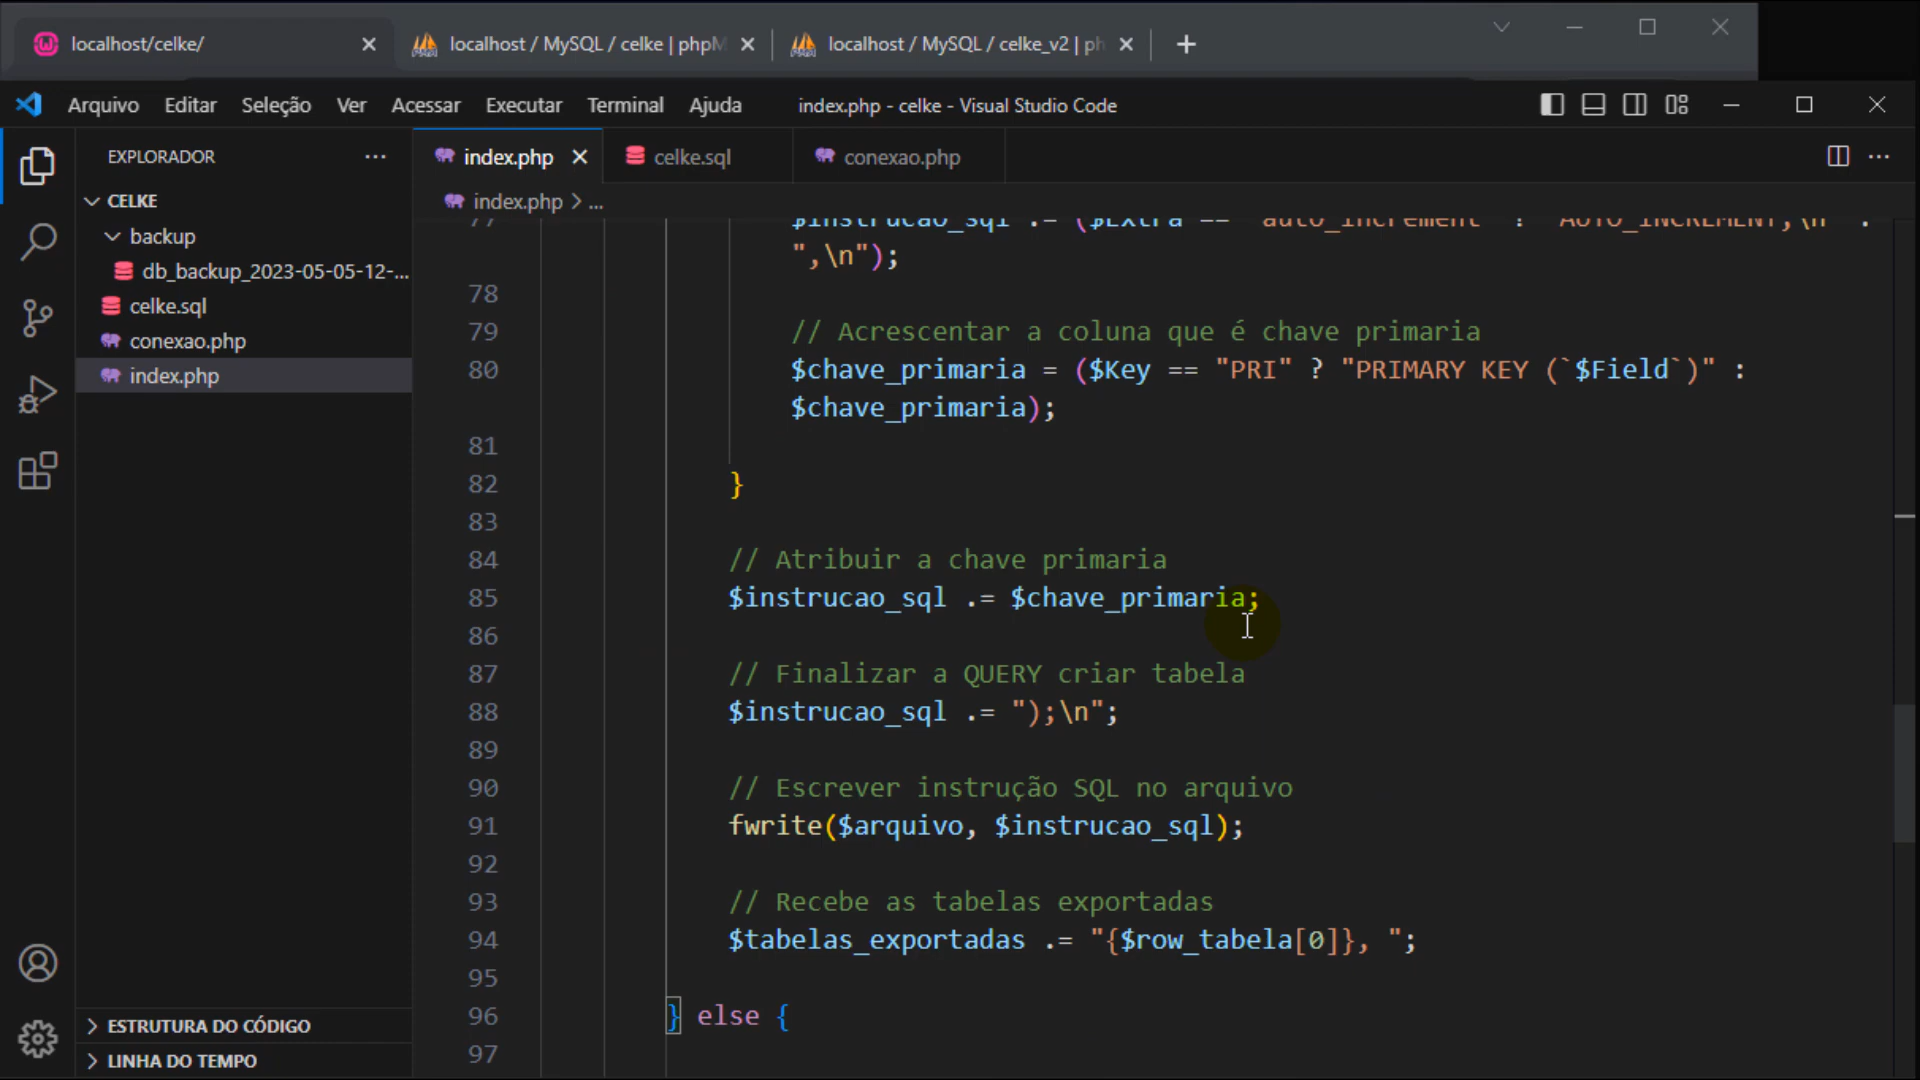 localhost/celke/
localhost / MySQL / celke | phpM
localhost / MySQL / celke_v2 | ph
Arquivo Editar Seleção Ver Acessar Executar Terminal Ajuda
index.php - celke - Visual Studio Code
EXPLORADOR
index.php
celke.sql
conexao.php
CELKE
index.php > ...
backup
db_backup_2023-05-05-12-...
celke.sql
conexao.php
index.php
77 $instrucao_sql .= ($Extra == "auto_increment" ? "AUTO_INCREMENT,\n" :
",\n");
78
79 // Acrescentar a coluna que é chave primaria
80 $chave_primaria = ($Key == "PRI" ? "PRIMARY KEY (`$Field`)" :
$chave_primaria);
81
82 }
83
84 // Atribuir a chave primaria
85 $instrucao_sql .= $chave_primaria;
86
87 // Finalizar a QUERY criar tabela
88 $instrucao_sql .= ");\n";
89
90 // Escrever instrução SQL no arquivo
91 fwrite($arquivo, $instrucao_sql);
92
93 // Recebe as tabelas exportadas
94 $tabelas_exportadas .= "{$row_tabela[0]}, ";
95
96 } else {
97
ESTRUTURA DO CÓDIGO
LINHA DO TEMPO